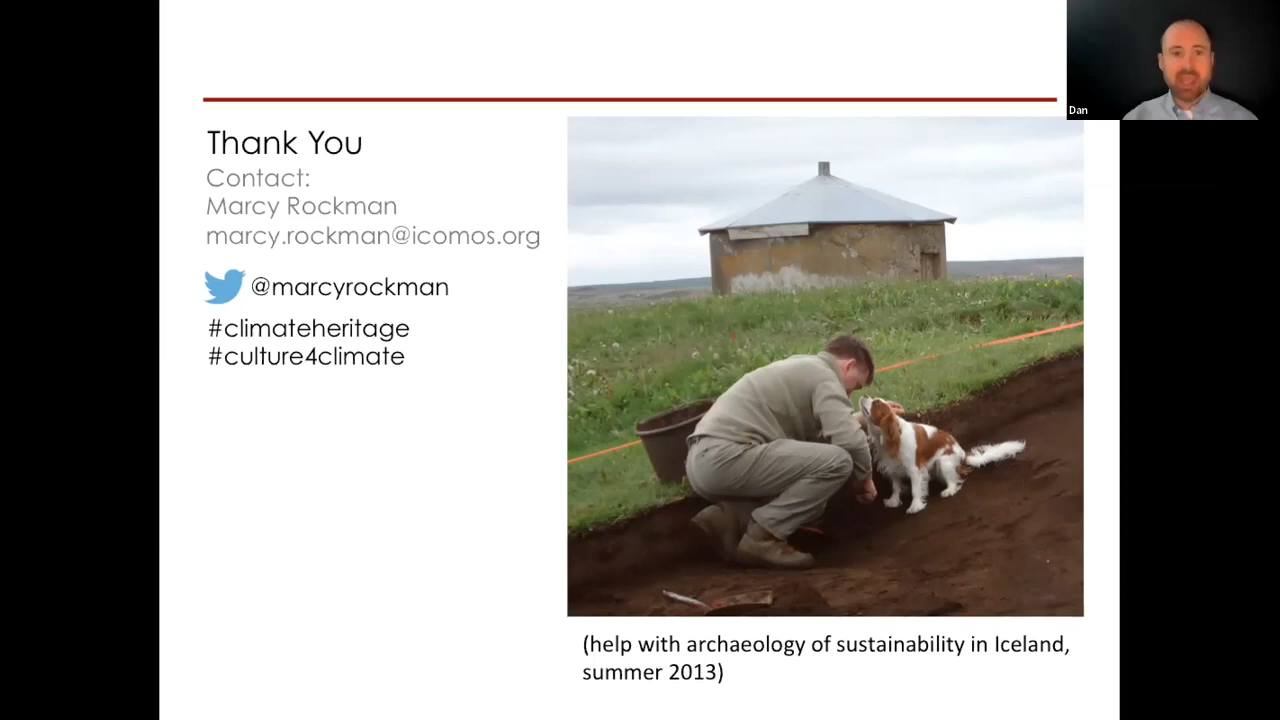 Thank You
Contact:
Marcy Rockman
marcy.rockman@icomos.org
@marcyrockman
#climateheritage
#culture4climate
(help with archaeology of sustainability in Iceland,
summer 2013)
Dan